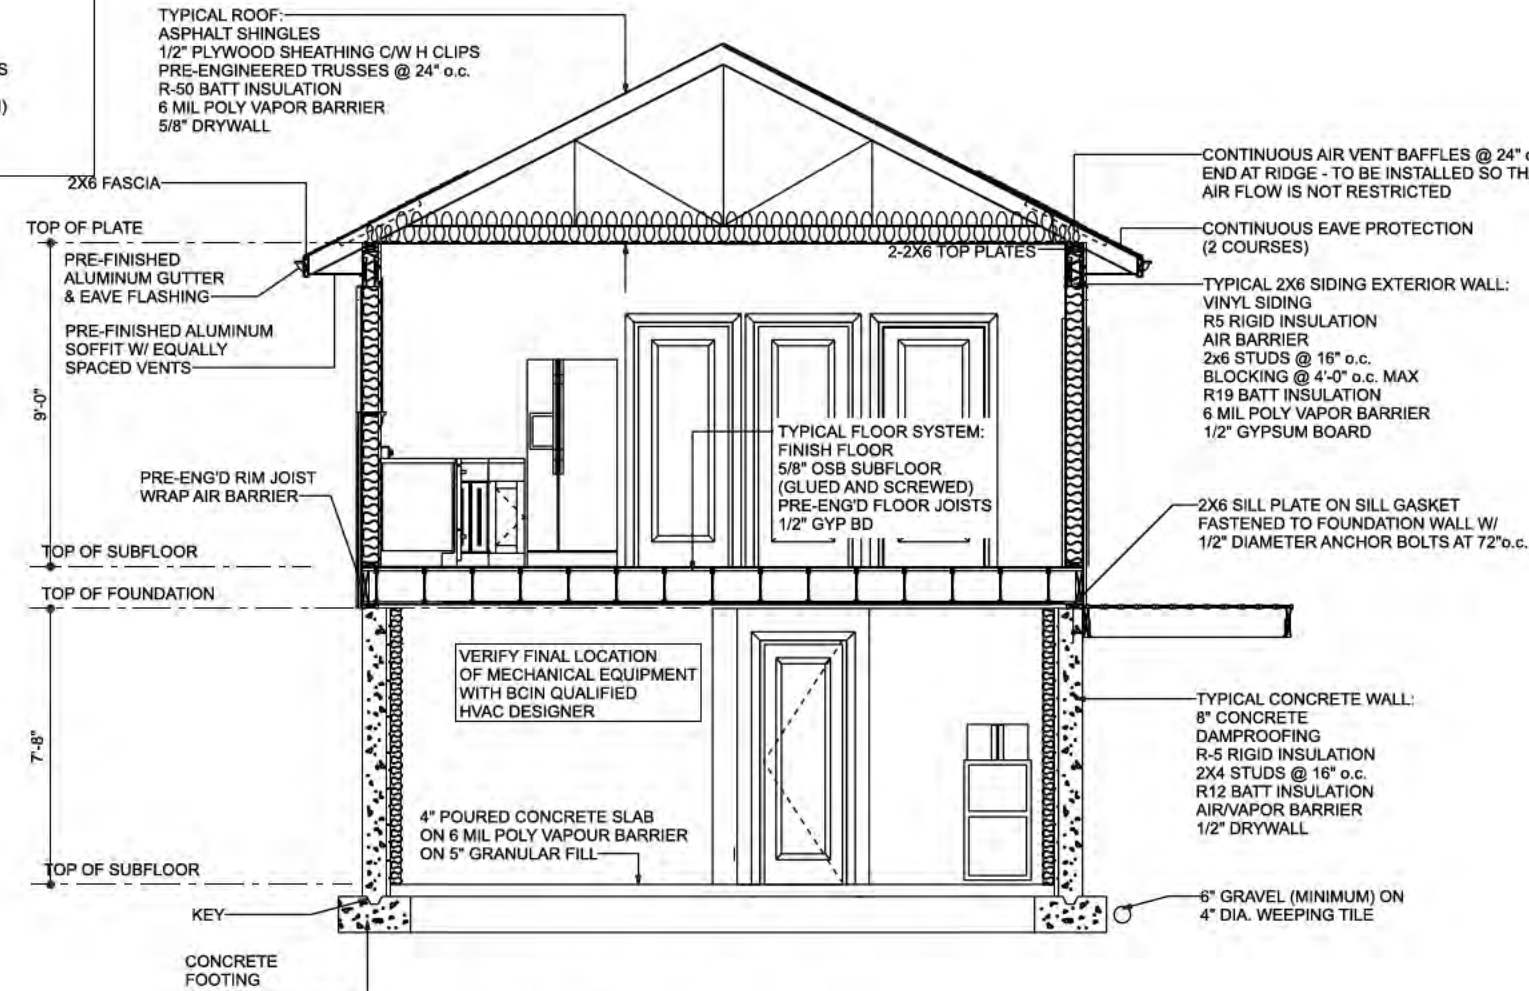 TYPICAL ROOF:
ASPHALT SHINGLES
1/2" PLYWOOD SHEATHING C/W H CLIPS
PRE-ENGINEERED TRUSSES @ 24" o.c.
R-50 BATT INSULATION
6 MIL POLY VAPOR BARRIER
5/8" DRYWALL
S
)
2X6 FASCIA
TOP OF PLATE
PRE-FINISHED
ALUMINUM GUTTER
& EAVE FLASHING
PRE-FINISHED ALUMINUM
SOFFIT W/ EQUALLY
SPACED VENTS
9'-0"
PRE-ENG'D RIM JOIST
WRAP AIR BARRIER
TOP OF SUBFLOOR
TOP OF FOUNDATION
7'-8"
TOP OF SUBFLOOR
KEY
CONCRETE
FOOTING
2-2X6 TOP PLATES
TYPICAL FLOOR SYSTEM:
FINISH FLOOR
5/8" OSB SUBFLOOR
(GLUED AND SCREWED)
PRE-ENG'D FLOOR JOISTS
1/2" GYP BD
VERIFY FINAL LOCATION
OF MECHANICAL EQUIPMENT
WITH BCIN QUALIFIED
HVAC DESIGNER
4" POURED CONCRETE SLAB
ON 6 MIL POLY VAPOUR BARRIER
ON 5" GRANULAR FILL
CONTINUOUS AIR VENT BAFFLES @ 24"
END AT RIDGE - TO BE INSTALLED SO
AIR FLOW IS NOT RESTRICTED
CONTINUOUS EAVE PROTECTION
(2 COURSES)
TYPICAL 2X6 SIDING EXTERIOR WALL:
VINYL SIDING
R5 RIGID INSULATION
AIR BARRIER
2x6 STUDS @ 16" o.c.
BLOCKING @ 4'-0" o.c. MAX
R19 BATT INSULATION
6 MIL POLY VAPOR BARRIER
1/2" GYPSUM BOARD
2X6 SILL PLATE ON SILL GASKET
FASTENED TO FOUNDATION WALL W/
1/2" DIAMETER ANCHOR BOLTS AT 72"o.c.
TYPICAL CONCRETE WALL:
8" CONCRETE
DAMPROOFING
R-5 RIGID INSULATION
2X4 STUDS @ 16" o.c.
R12 BATT INSULATION
AIR/VAPOR BARRIER
1/2" DRYWALL
6" GRAVEL (MINIMUM) ON
4" DIA. WEEPING TILE